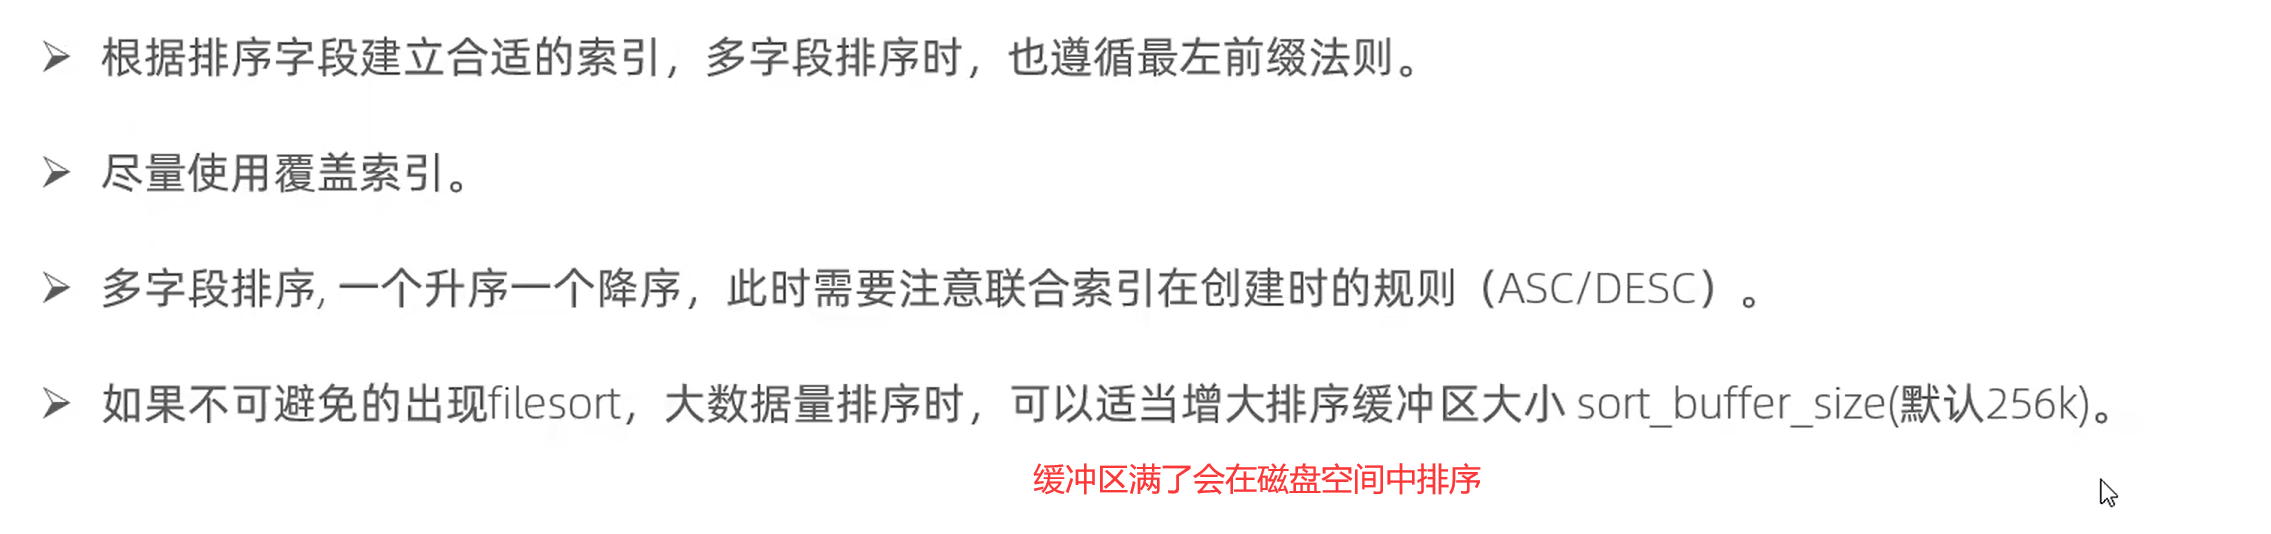 ➢ 根据排序字段建立合适的索引，多字段排序时，也遵循最左前缀法则。
➢ 尽量使用覆盖索引。
➢ 多字段排序, 一个升序一个降序，此时需要注意联合索引在创建时的规则（ASC/DESC）。
➢ 如果不可避免的出现filesort，大数据量排序时，可以适当增大排序缓冲区大小 sort_buffer_size(默认256k)。
缓冲区满了会在磁盘空间中排序